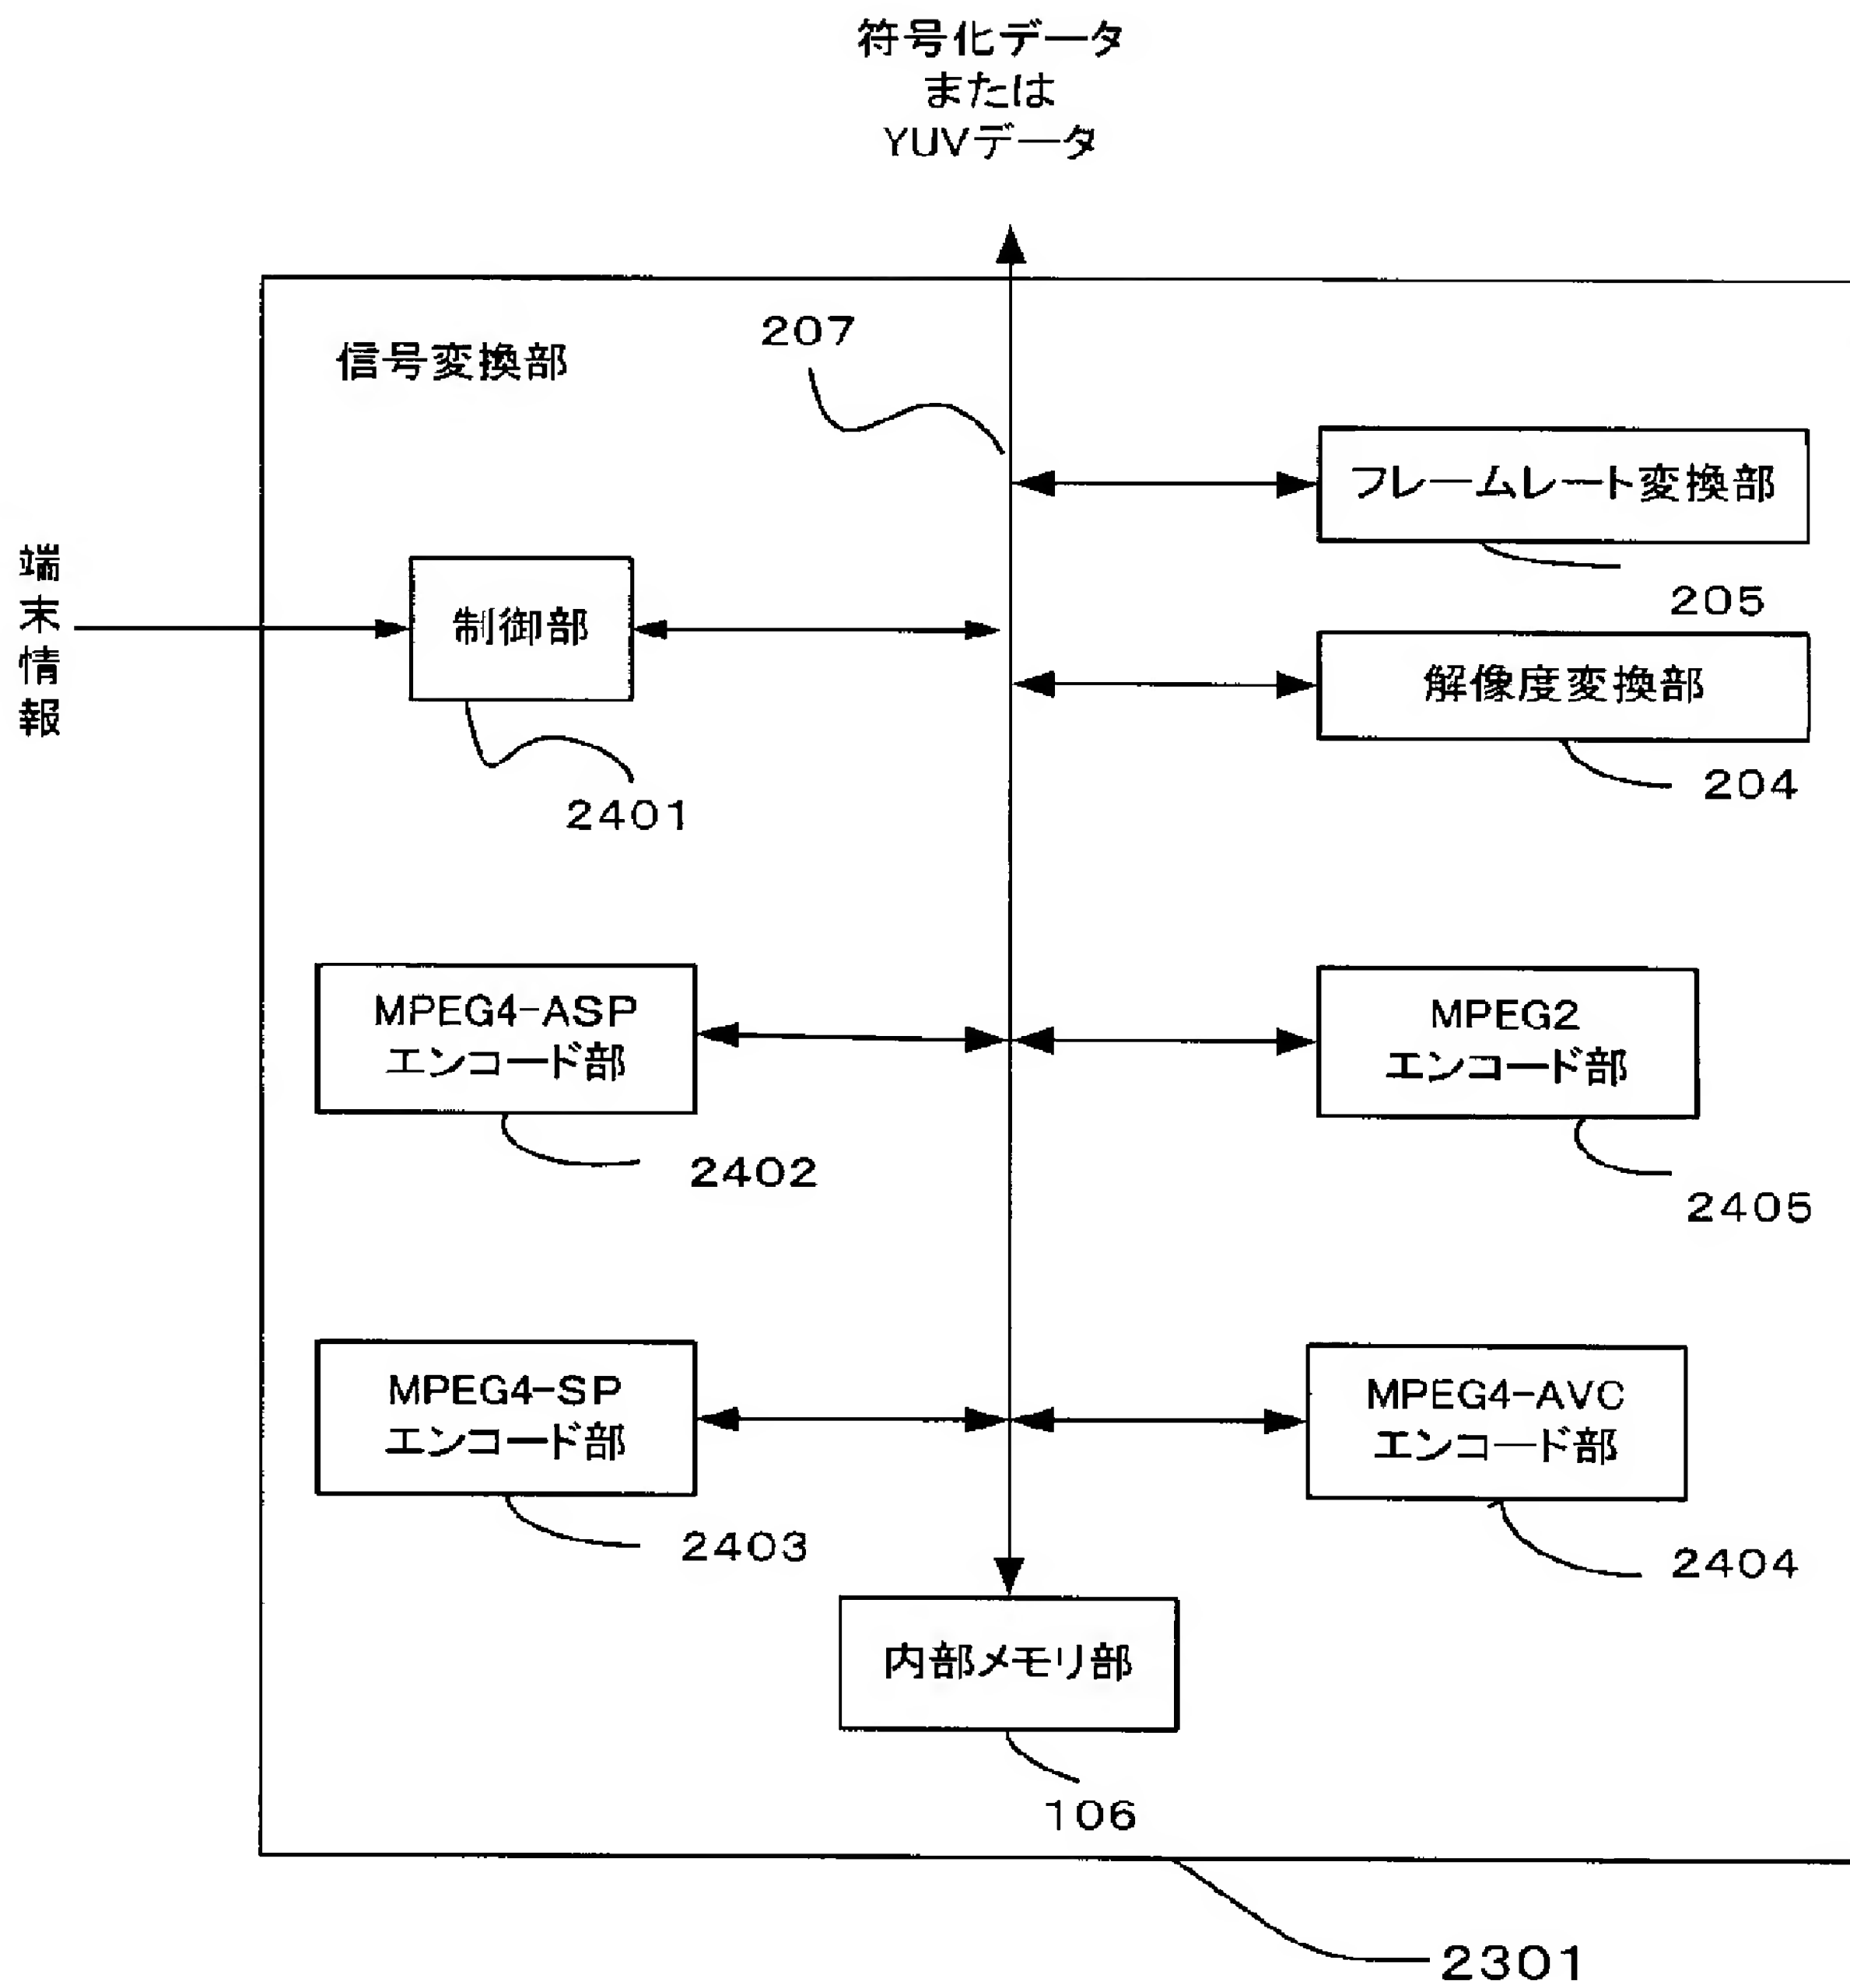 符号化データ
または
YUVデータ
207
信号変換部
フレームレート変換部
205
端末情報
制御部
2401
解像度変換部
204
MPEG4-ASP
エンコード部
2402
MPEG2
エンコード部
2405
MPEG4-SP
エンコード部
2403
MPEG4-AVC
エンコード部
2404
内部メモリ部
106
2301